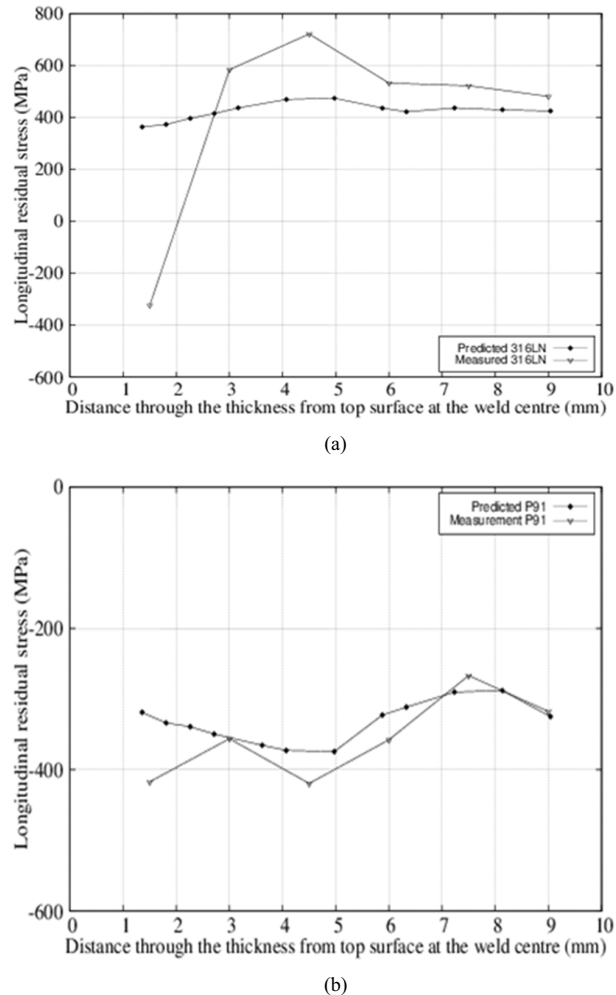 800
600
400
200
0
-200
-400
-600
Longitudinal residual stress (MPa)
Predicted 316LN
Measured 316LN
0 1 2 3 4 5 6 7 8 9 10
Distance through the thickness from top surface at the weld centre (mm)
(a)
0
-200
-400
-600
Longitudinal residual stress (MPa)
Predicted P91
Measurement P91
0 1 2 3 4 5 6 7 8 9 10
Distance through the thickness from top surface at the weld centre (mm)
(b)